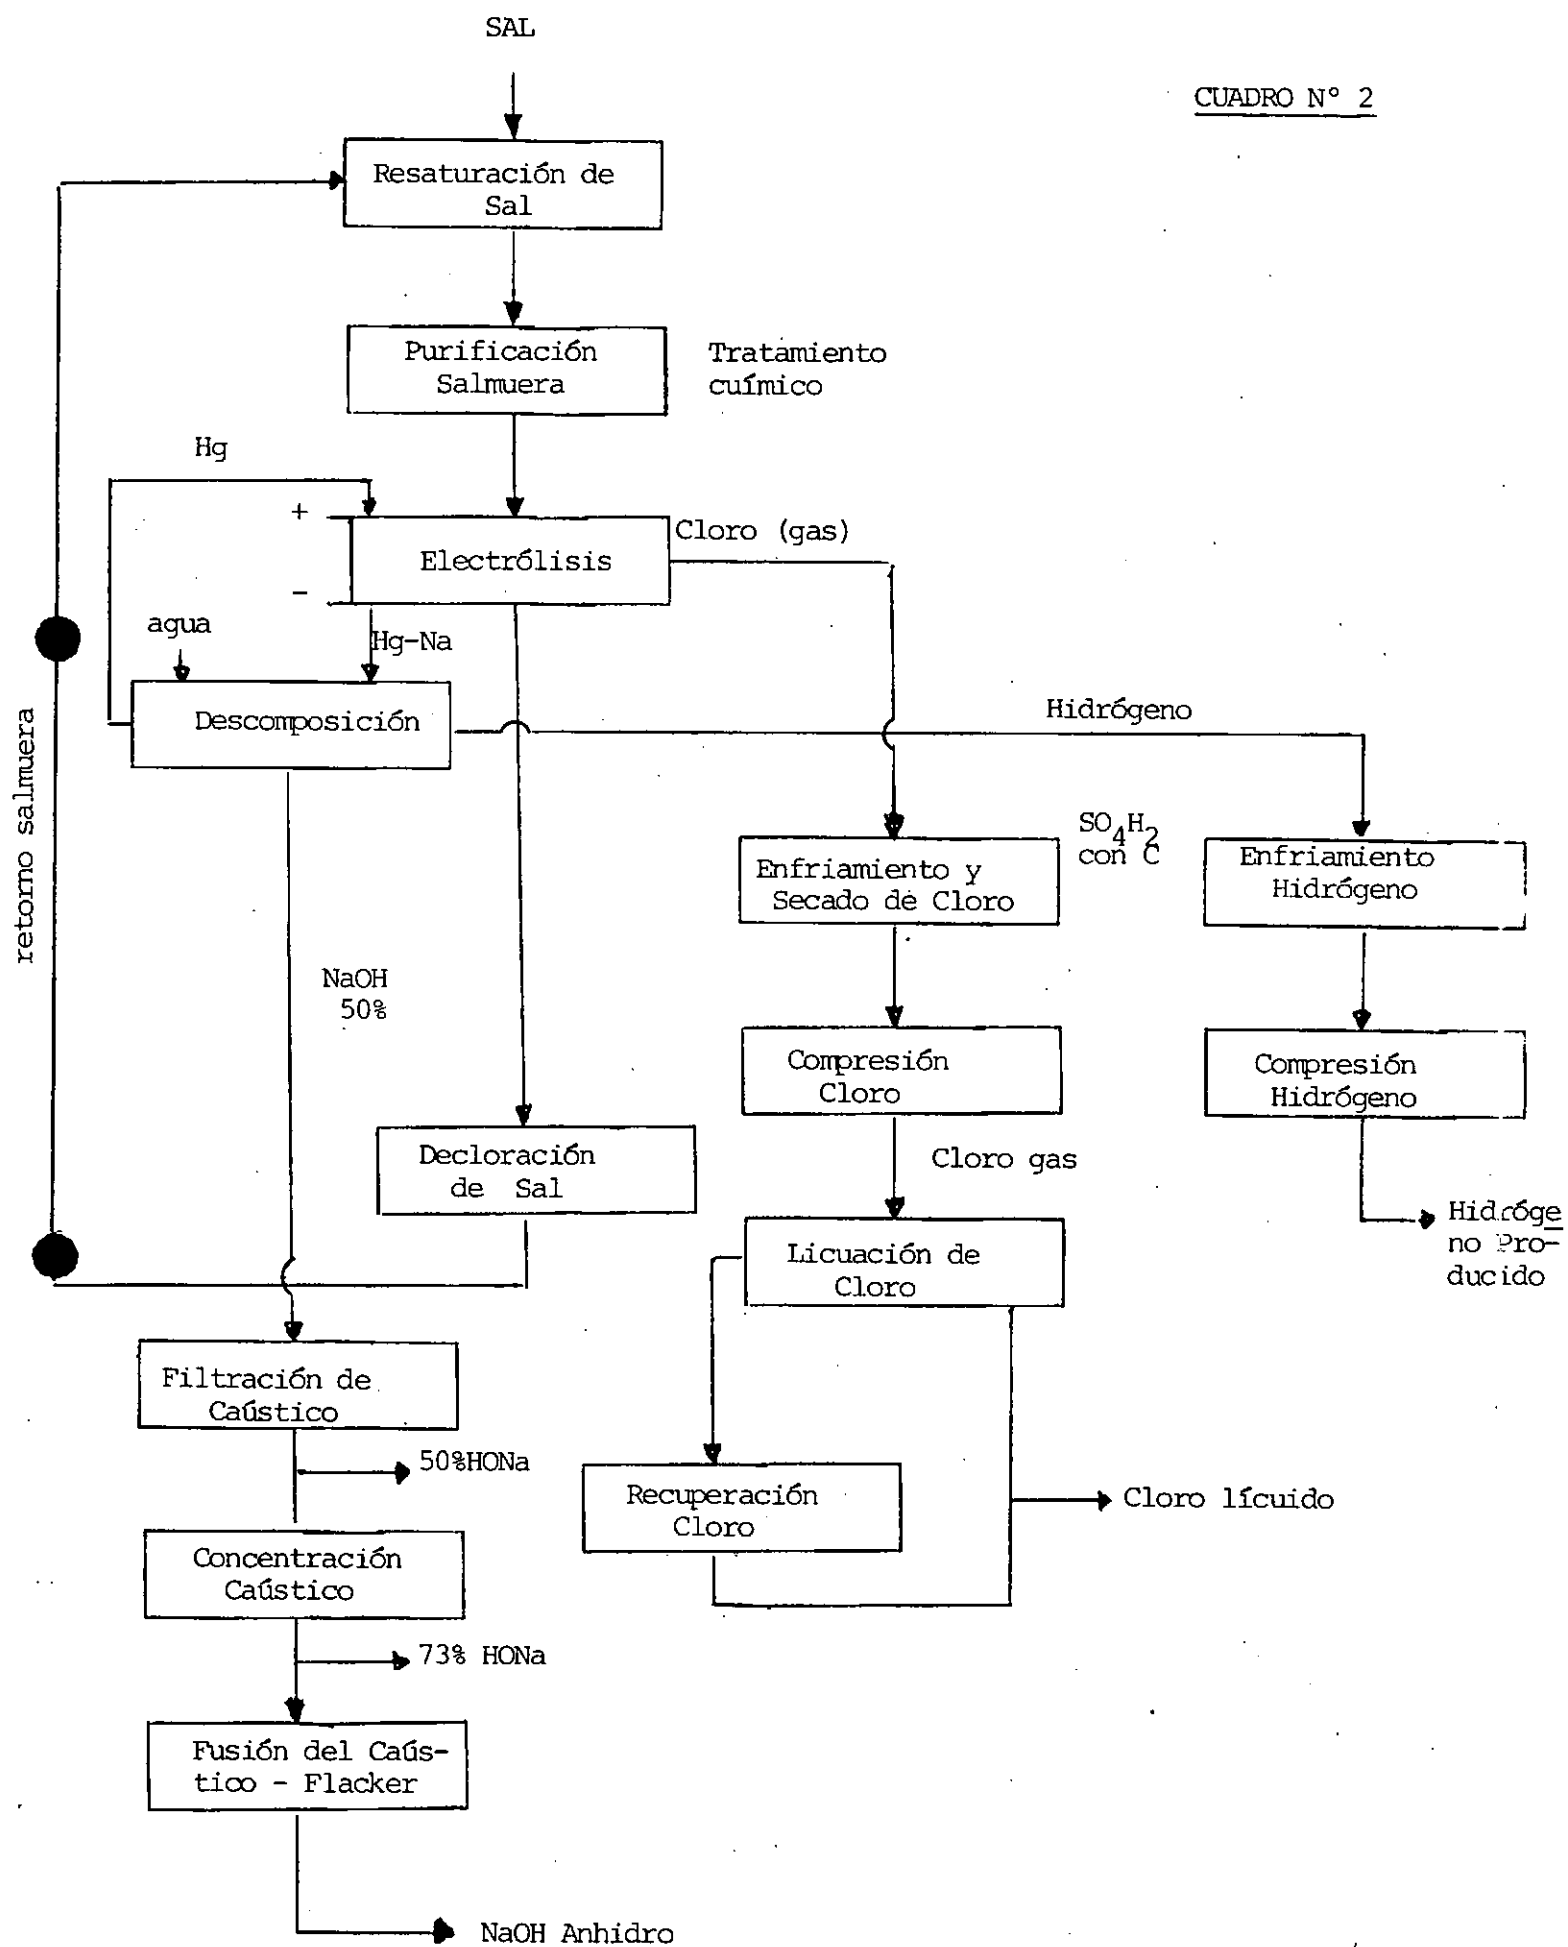 SAL
CUADRO N° 2
Resaturación de
Sal
Purificación
Salmuera
Tratamiento
cuímico
Hg
+
Cloro (gas)
Electrólisis
-
agua
Hg-Na
Descomposición
Hidrógeno
retorno salmuera
SO4H2
con C
Enfriamiento y
Secado de Cloro
Enfriamiento
Hidrógeno
NaOH
50%
Compresión
Cloro
Compresión
Hidrógeno
Decloración
de Sal
Cloro gas
Hidróge
no Pro-
ducido
Licuación de
Cloro
Filtración de
Caústico
50%HONa
Recuperación
Cloro
Cloro lícuido
Concentración
Caústico
73% HONa
Fusión del Caús-
tico - Flacker
NaOH Anhidro